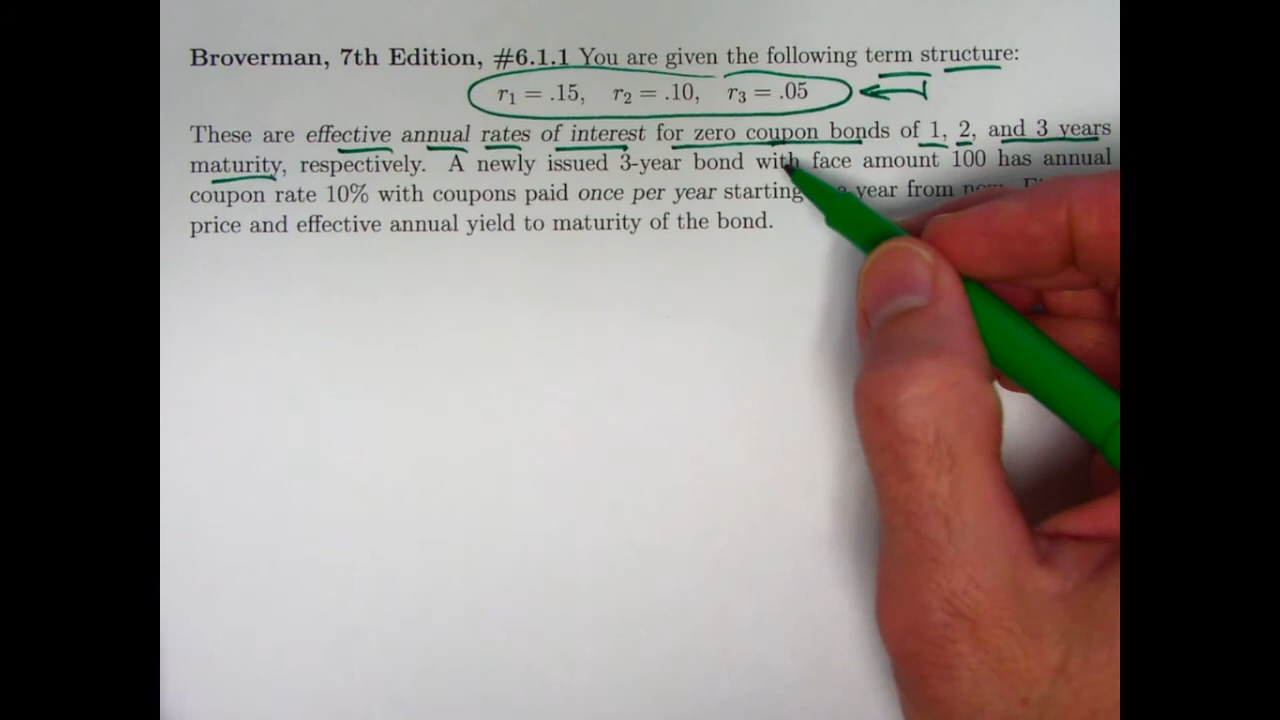 Broverman, 7th Edition, #6.1.1 You are given the following term structure:
r₁ = .15, r₂ = .10, r₃ = .05
These are effective annual rates of interest for zero coupon bonds of 1, 2, and 3 years
maturity, respectively. A newly issued 3-year bond with face amount 100 has annual
coupon rate 10% with coupons paid once per year starting year from
price and effective annual yield to maturity of the bond.